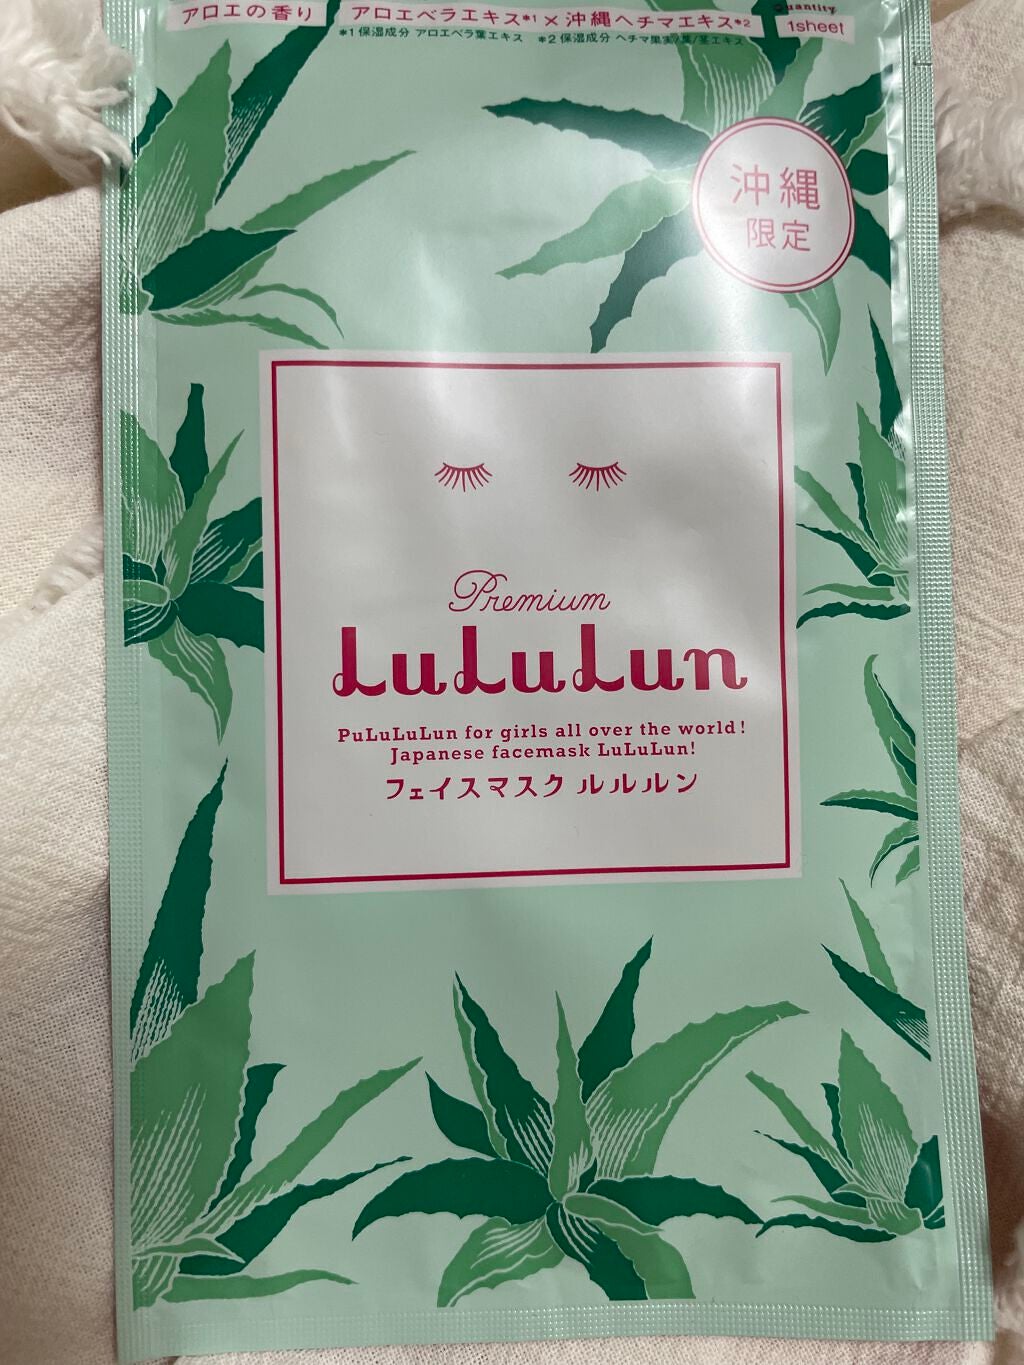 アロエの香り
アロエベラエキス*1 × 沖縄ヘチマエキス*2
Quantity
1sheet
*1 保湿成分 アロエベラ葉エキス *2 保湿成分 ヘチマ果実/葉/茎エキス
沖縄
限定
Premium
LuLuLun
PuLuLuLun for girls all over the world!
Japanese facemask LuLuLun!
フェイスマスク ルルルン